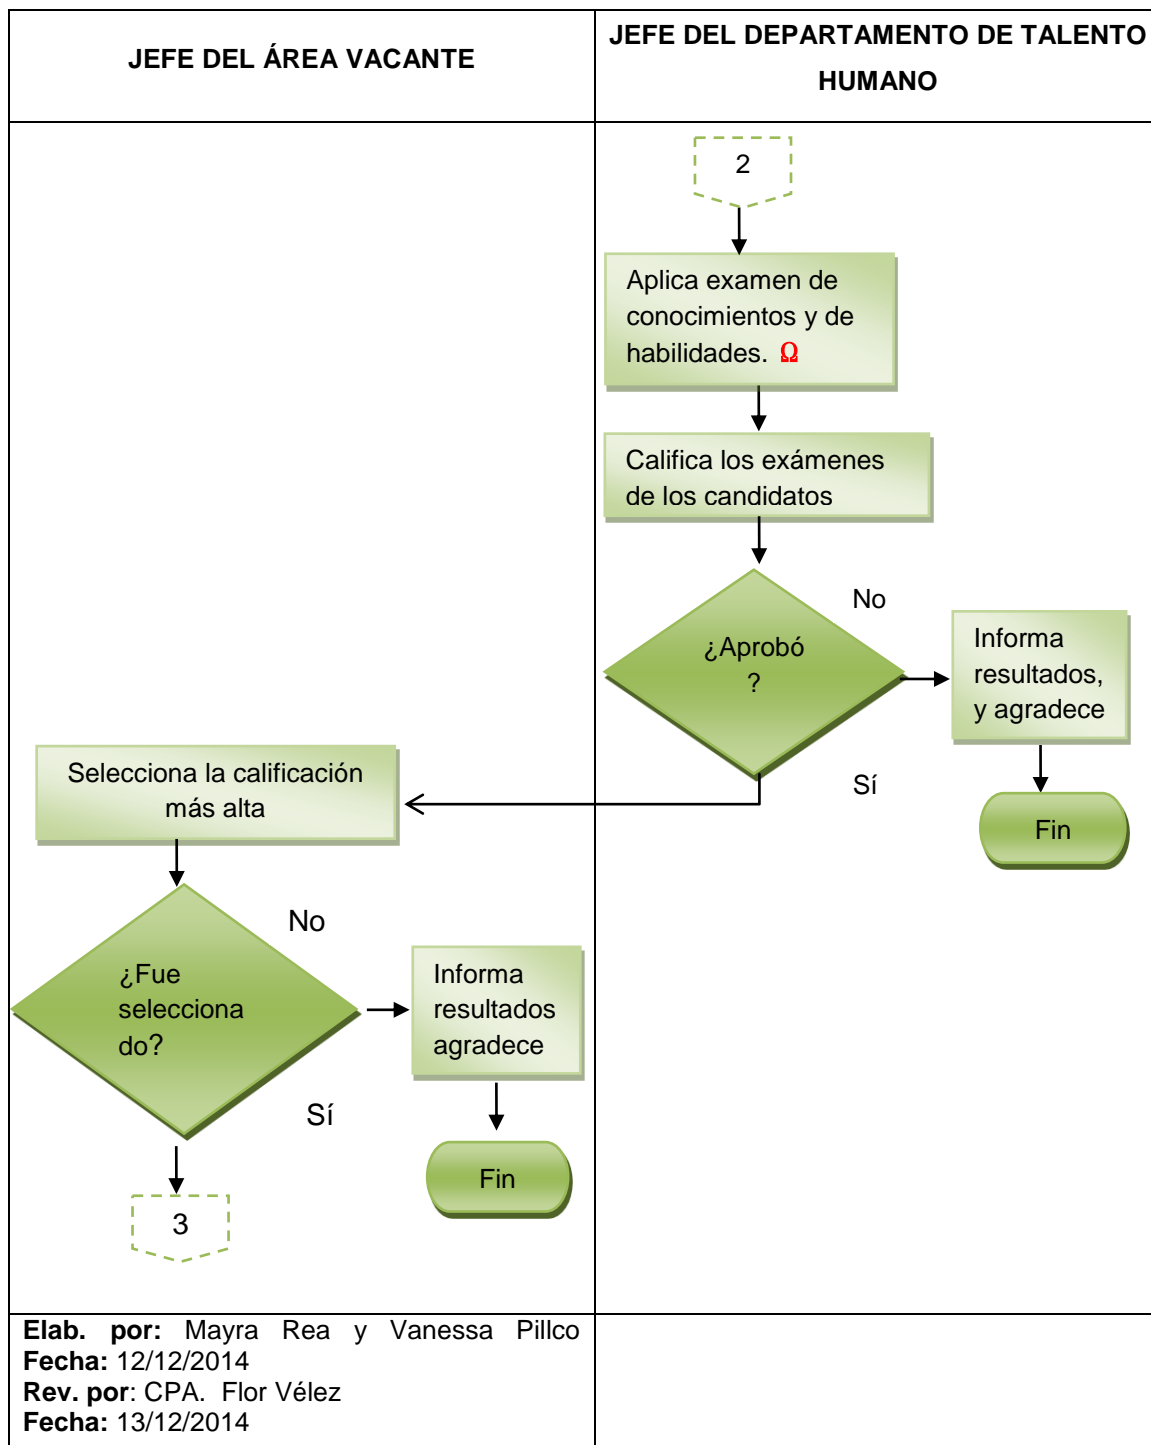 JEFE DEL ÁREA VACANTE
JEFE DEL DEPARTAMENTO DE TALENTO
HUMANO
2
Aplica examen de
conocimientos y de
habilidades. Ω
Califica los exámenes
de los candidatos
¿Aprobó
?
No
Informa
resultados,
y agradece
Sí
Fin
Selecciona la calificación
más alta
¿Fue
selecciona
do?
No
Informa
resultados
agradece
Sí
Fin
3
Elab. por: Mayra Rea y Vanessa Pillco
Fecha: 12/12/2014
Rev. por: CPA. Flor Vélez
Fecha: 13/12/2014